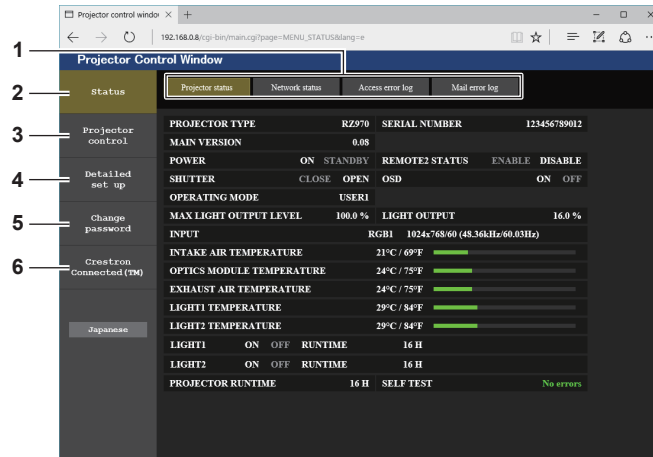 Projector control windov
192.168.0.8/cgi-bin/main.cgi?page=MENU_STATUS&lang=e
1
Projector Control Window
2
Status
Projector status Network status Access error log Mail error log
3
Projector control
4
Detailed set up
5
Change password
6
Crestron Connected(TM)
Japanese
PROJECTOR TYPE RZ970 SERIAL NUMBER 123456789012
MAIN VERSION 0.08
POWER ON STANDBY REMOTE2 STATUS ENABLE DISABLE
SHUTTER CLOSE OPEN OSD ON OFF
OPERATING MODE USER1
MAX LIGHT OUTPUT LEVEL 100.0 % LIGHT OUTPUT 16.0 %
INPUT RGB1 1024x768/60 (48.36kHz/60.03Hz)
INTAKE AIR TEMPERATURE 21°C / 69°F
OPTICS MODULE TEMPERATURE 24°C / 75°F
EXHAUST AIR TEMPERATURE 24°C / 75°F
LIGHT1 TEMPERATURE 29°C / 84°F
LIGHT2 TEMPERATURE 29°C / 84°F
LIGHT1 ON OFF RUNTIME 16 H
LIGHT2 ON OFF RUNTIME 16 H
PROJECTOR RUNTIME 16 H SELF TEST No errors